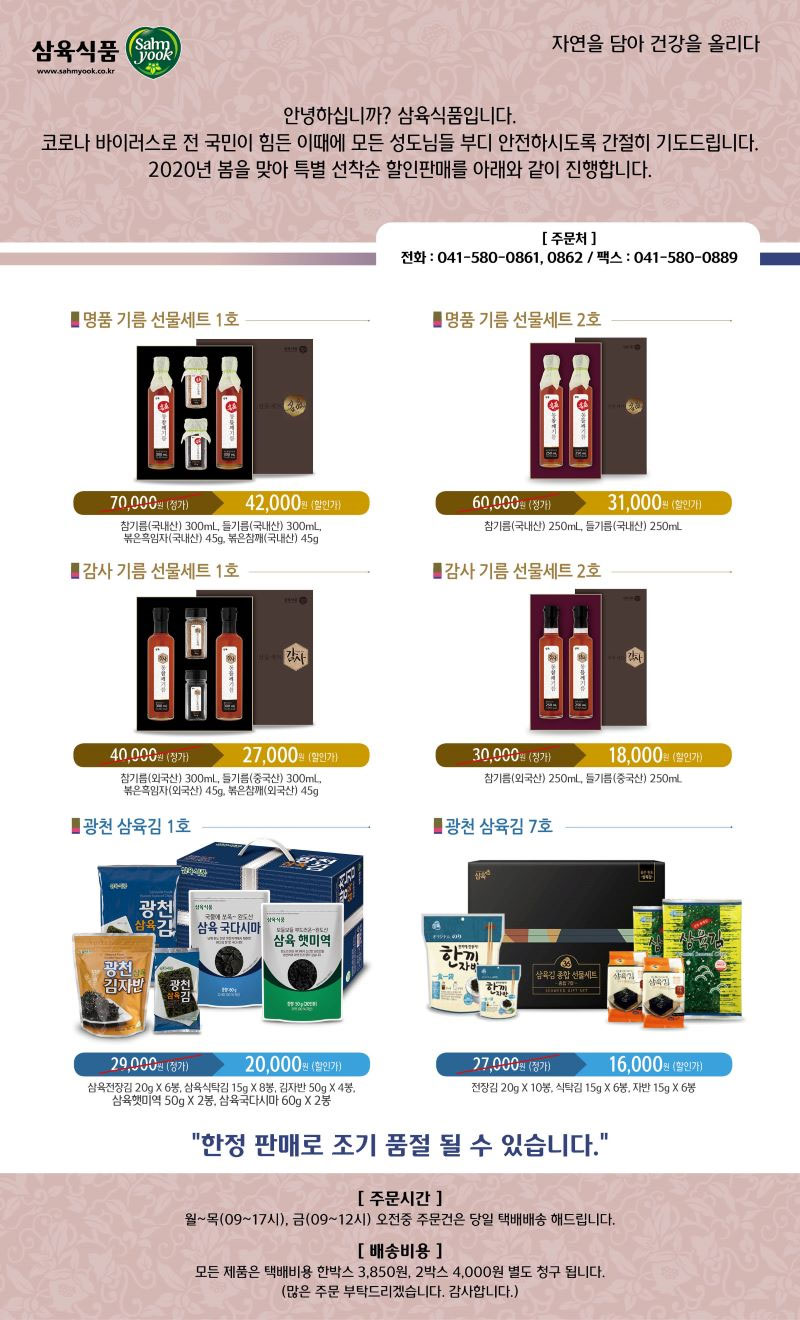 삼육식품
Sahm
yook
www.sahmyook.co.kr
자연을 담아 건강을 올리다
안녕하십니까? 삼육식품입니다.
코로나 바이러스로 전 국민이 힘든 이때에 모든 성도님들 부디 안전하시도록 간절히 기도드립니다.
2020년 봄을 맞아 특별 선착순 할인판매를 아래와 같이 진행합니다.
[ 주문처 ]
전화 : 041-580-0861, 0862 / 팩스 : 041-580-0889
명품 기름 선물세트 1호
70,000원 (정가) 42,000원 (할인가)
참기름(국내산) 300mL, 들기름(국내산) 300mL,
볶은흑임자(국내산) 45g, 볶은참깨(국내산) 45g
명품 기름 선물세트 2호
60,000원 (정가) 31,000원 (할인가)
참기름(국내산) 250mL, 들기름(국내산) 250mL
감사 기름 선물세트 1호
감사
40,000원 (정가) 27,000원 (할인가)
참기름(외국산) 300mL, 들기름(중국산) 300mL,
볶은흑임자(외국산) 45g, 볶은참깨(외국산) 45g
감사 기름 선물세트 2호
감사
30,000원 (정가) 18,000원 (할인가)
참기름(외국산) 250mL, 들기름(중국산) 250mL
광천 삼육김 1호
삼육식품
광천
삼육김
삼육 국다시마
삼육식품
삼육 햇미역
광천
김자반
광천
삼육김
29,000원 (정가) 20,000원 (할인가)
삼육전장김 20g X 6봉, 삼육식탁김 15g X 8봉, 김자반 50g X 4봉,
삼육햇미역 50g X 2봉, 삼육국다시마 60g X 2봉
광천 삼육김 7호
한끼
자반
삼육김 종합 선물세트
SEAWEED GIFT SET
삼육김
삼육김
삼육김
27,000원 (정가) 16,000원 (할인가)
전장김 20g X 10봉, 식탁김 15g X 6봉, 자반 15g X 6봉
"한정 판매로 조기 품절 될 수 있습니다."
[ 주문시간 ]
월~목(09~17시), 금(09~12시) 오전중 주문건은 당일 택배배송 해드립니다.
[ 배송비용 ]
모든 제품은 택배비용 한박스 3,850원, 2박스 4,000원 별도 청구 됩니다.
(많은 주문 부탁드리겠습니다. 감사합니다.)